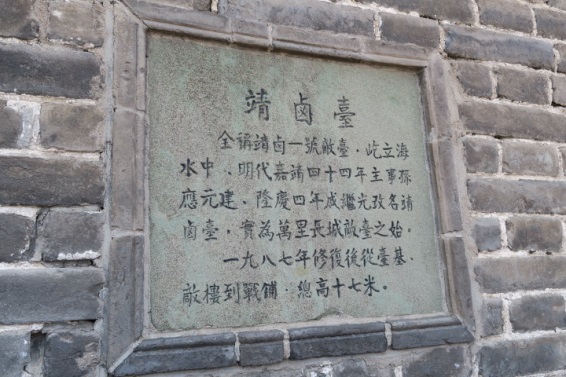 靖鹵臺
全稱靖鹵一號敵臺．屹立海
水中．明代嘉靖四十四年主事孫
應元建．隆慶四年戚繼光改名靖
鹵臺．實為萬里長城敵臺之始．
一九八七年修復後從臺基．
敵樓到戰鋪．總高十七米。